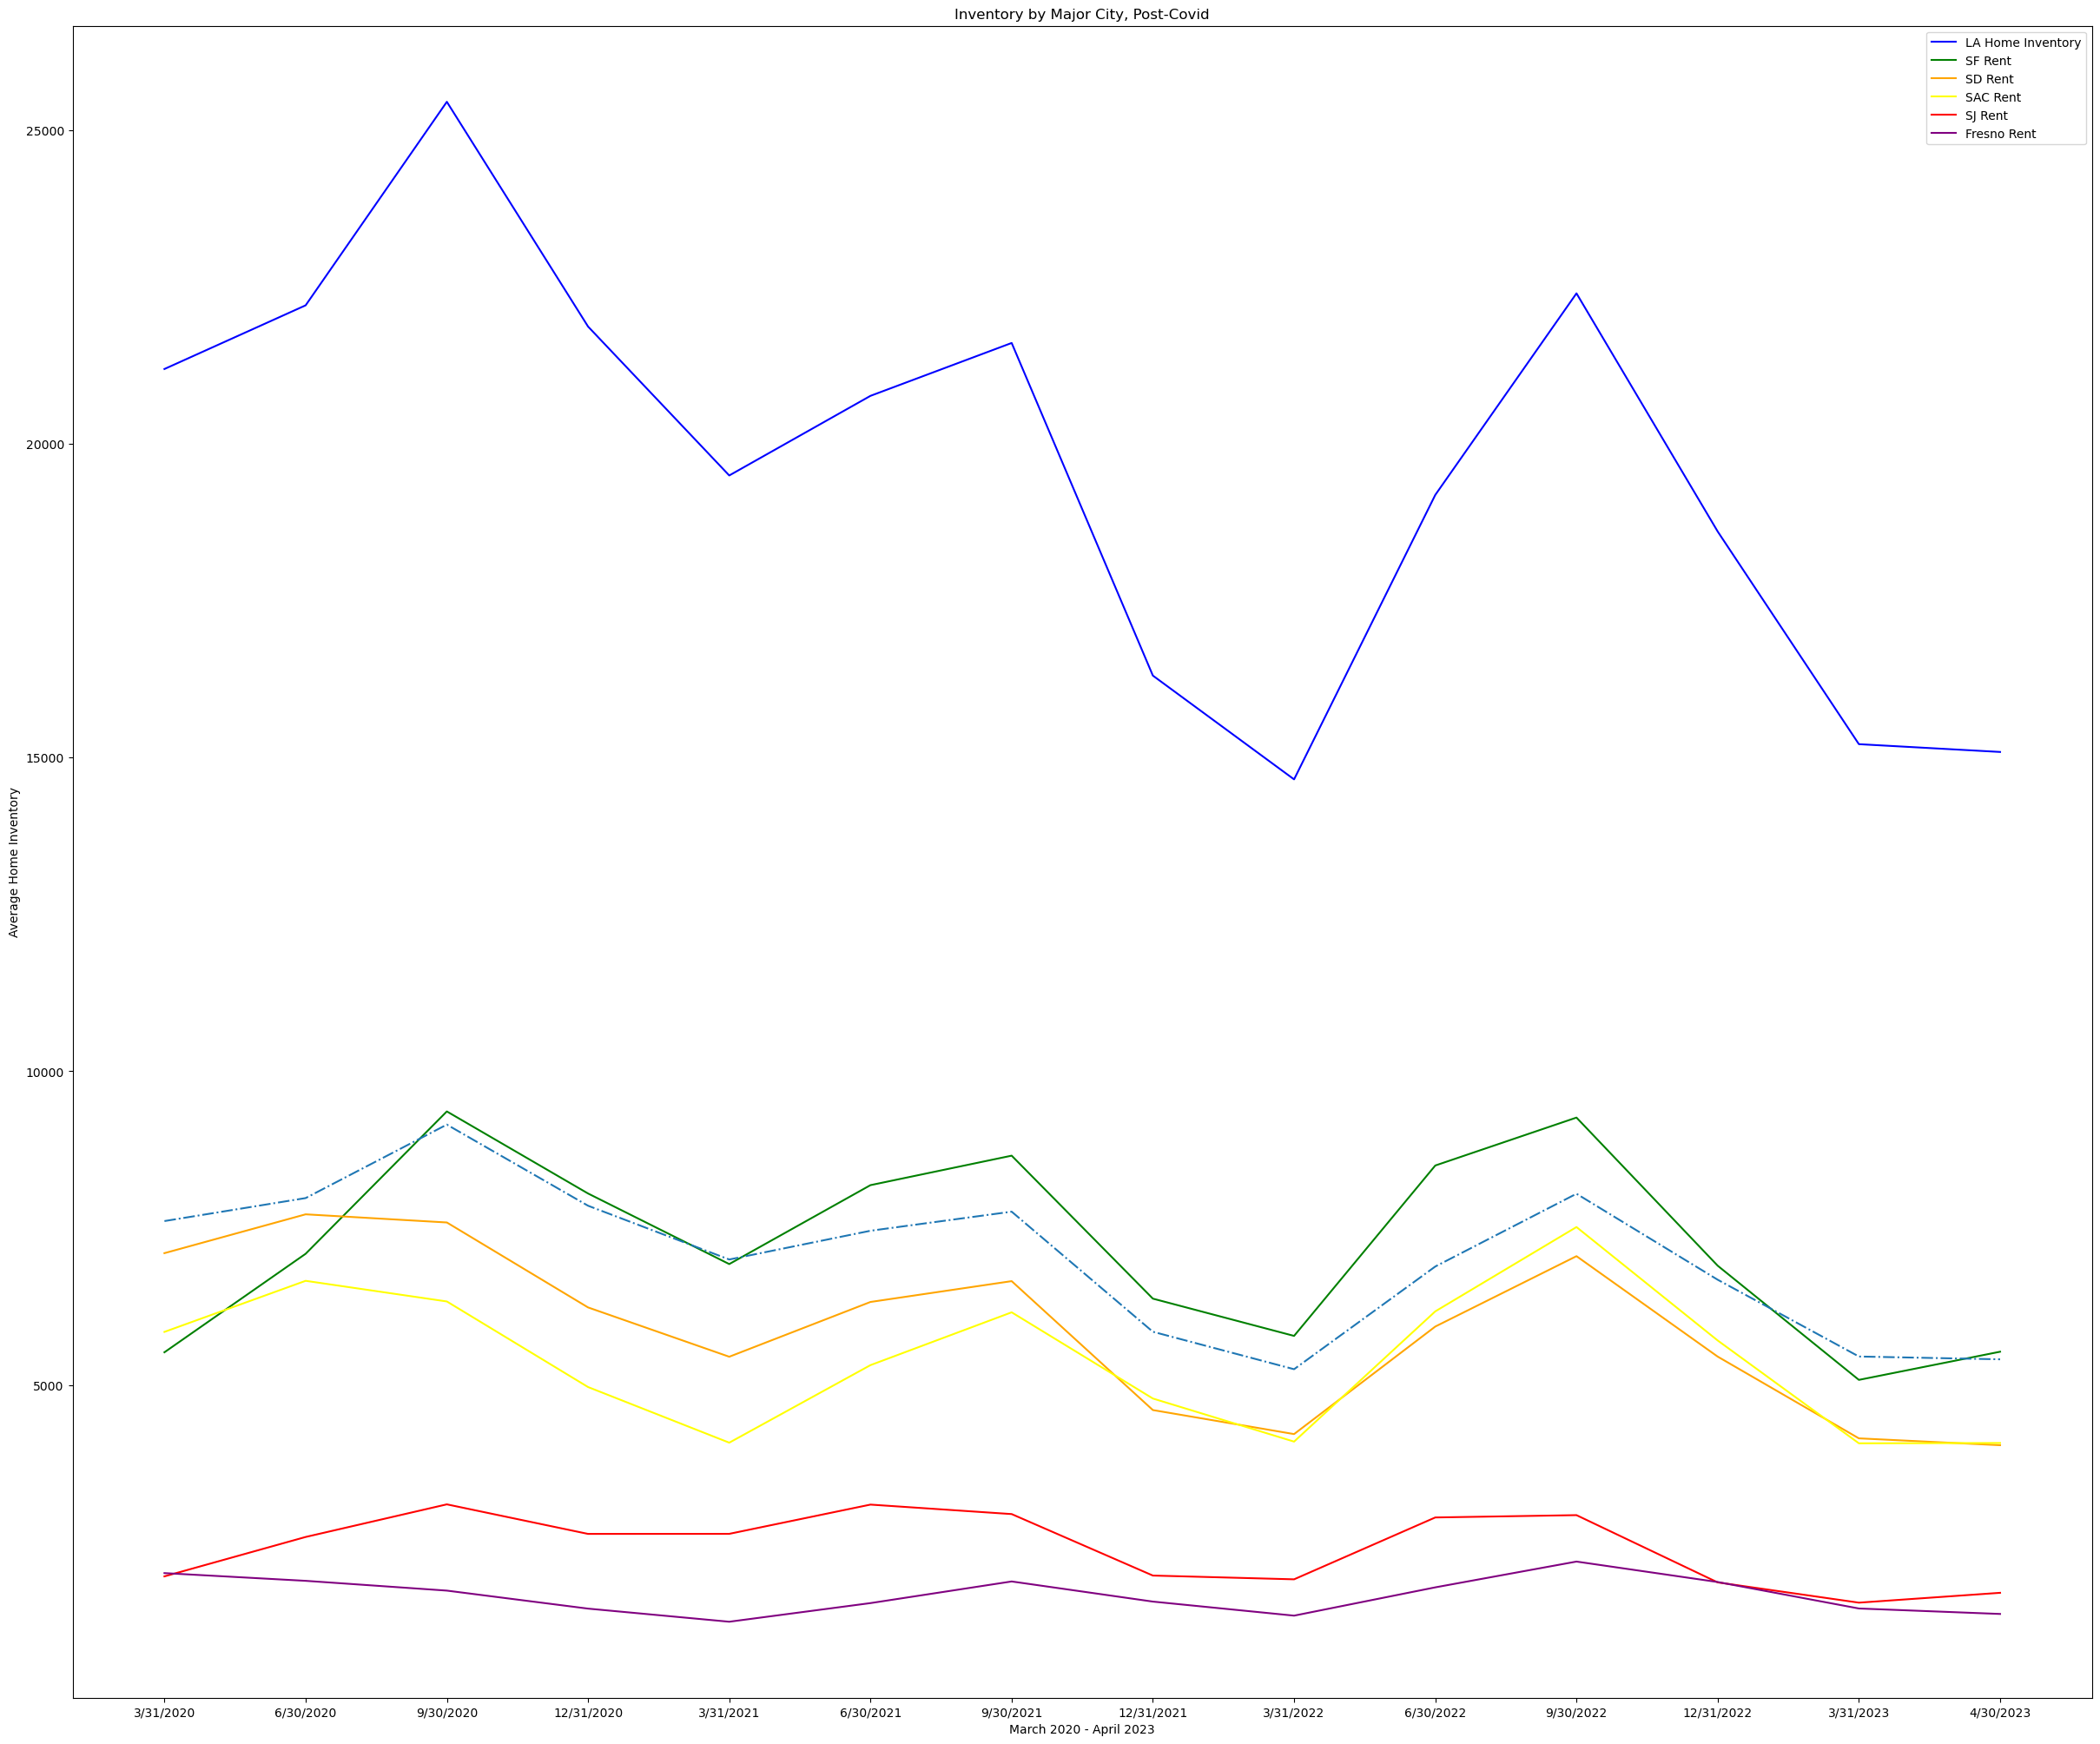 Inventory by Major City, Post-Covid
LA Home Inventory
SF Rent
SD Rent
SAC Rent
SJ Rent
Fresno Rent
25000
20000
15000
10000
5000
Average Home Inventory
3/31/2020 6/30/2020 9/30/2020 12/31/2020 3/31/2021 6/30/2021 9/30/2021 12/31/2021 3/31/2022 6/30/2022 9/30/2022 12/31/2022 3/31/2023 4/30/2023
March 2020 - April 2023